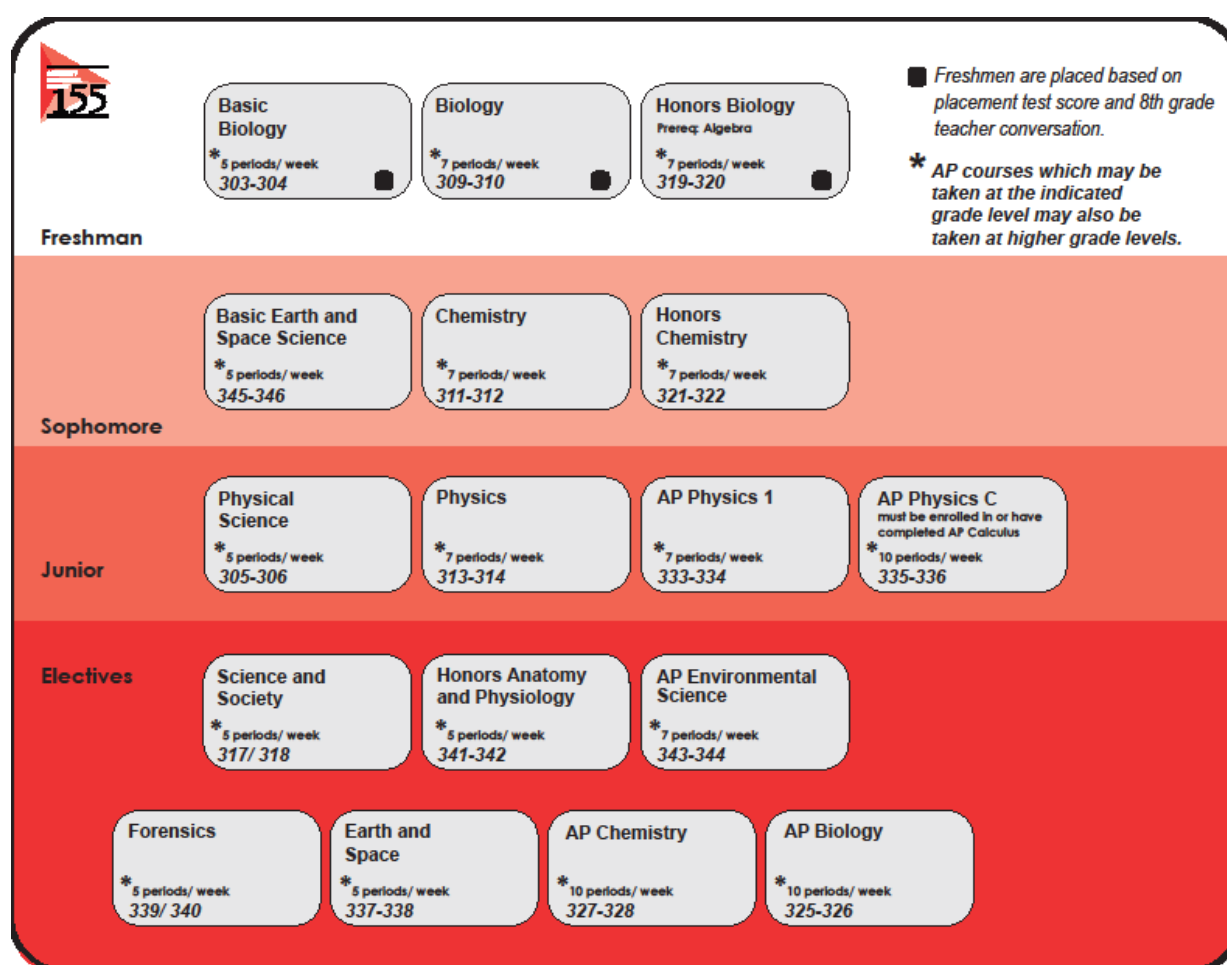 155
Basic
Biology
*5 periods/ week
303-304
Biology
*7 periods/ week
309-310
Honors Biology
Prereq: Algebra
*7 periods/ week
319-320
Freshmen are placed based on
placement test score and 8th grade
teacher conversation.
* AP courses which may be
taken at the indicated
grade level may also be
taken at higher grade levels.
Freshman
Basic Earth and
Space Science
*5 periods/ week
345-346
Chemistry
*7 periods/ week
311-312
Honors
Chemistry
*7 periods/ week
321-322
Sophomore
Physical
Science
*5 periods/ week
305-306
Physics
*7 periods/ week
313-314
AP Physics 1
*7 periods/ week
333-334
AP Physics C
must be enrolled in or have
completed AP Calculus
*10 periods/ week
335-336
Junior
Electives
Science and
Society
*5 periods/ week
317/ 318
Honors Anatomy
and Physiology
*5 periods/ week
341-342
AP Environmental
Science
*7 periods/ week
343-344
Forensics
*5 periods/ week
339/ 340
Earth and
Space
*5 periods/ week
337-338
AP Chemistry
*10 periods/ week
327-328
AP Biology
*10 periods/ week
325-326